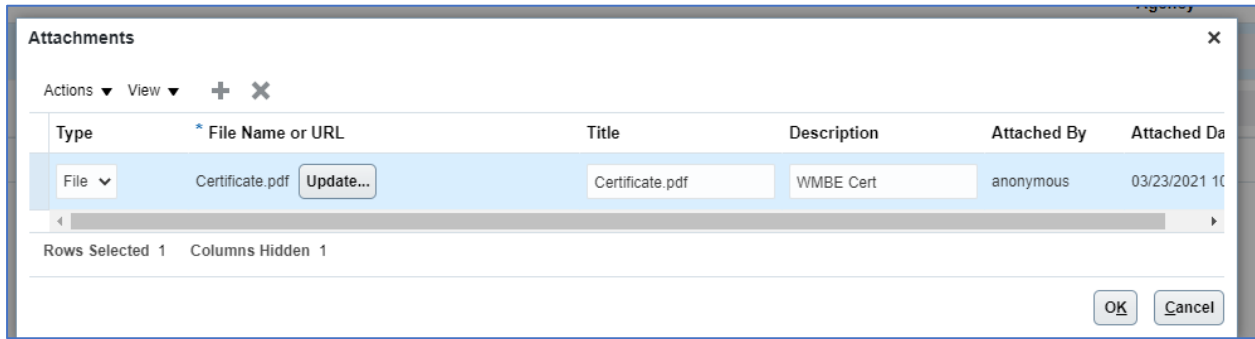 Agency
Attachments
Actions View
Type * File Name or URL Title Description Attached By Attached Da
File Certificate.pdf Update... Certificate.pdf WMBE Cert anonymous 03/23/2021 10
Rows Selected 1 Columns Hidden 1
OK Cancel